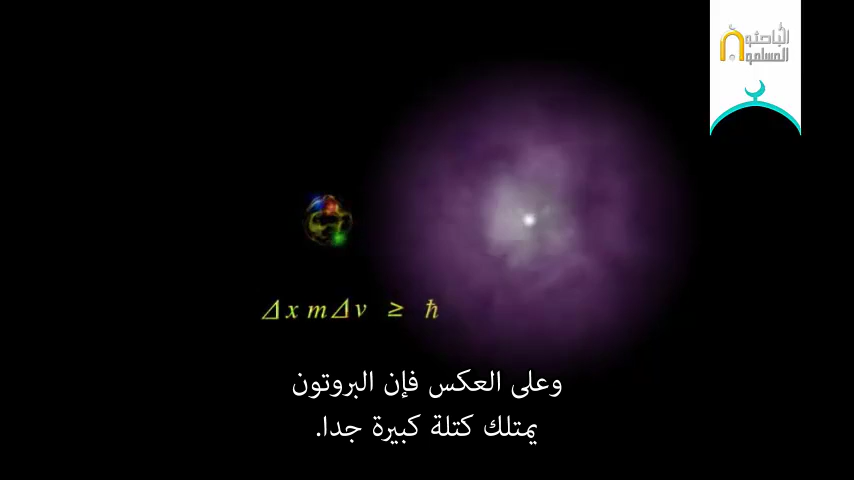 الباحثون
المسلمون
Δx mΔv ≥ ħ
وعلى العكس فإن البروتون
يمتلك كتلة كبيرة جدا.